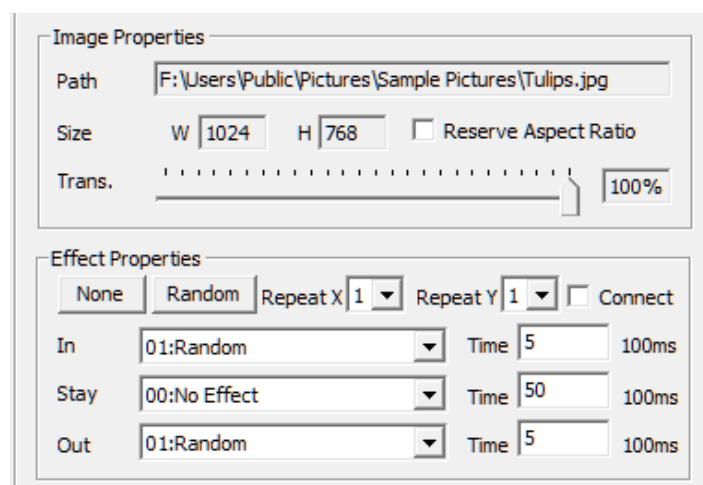 Image Properties
Path F:\Users\Public\Pictures\Sample Pictures\Tulips.jpg
Size W 1024 H 768 Reserve Aspect Ratio
Trans. 100%
Effect Properties
None Random Repeat X 1 Repeat Y 1 Connect
In 01:Random Time 5 100ms
Stay 00:No Effect Time 50 100ms
Out 01:Random Time 5 100ms